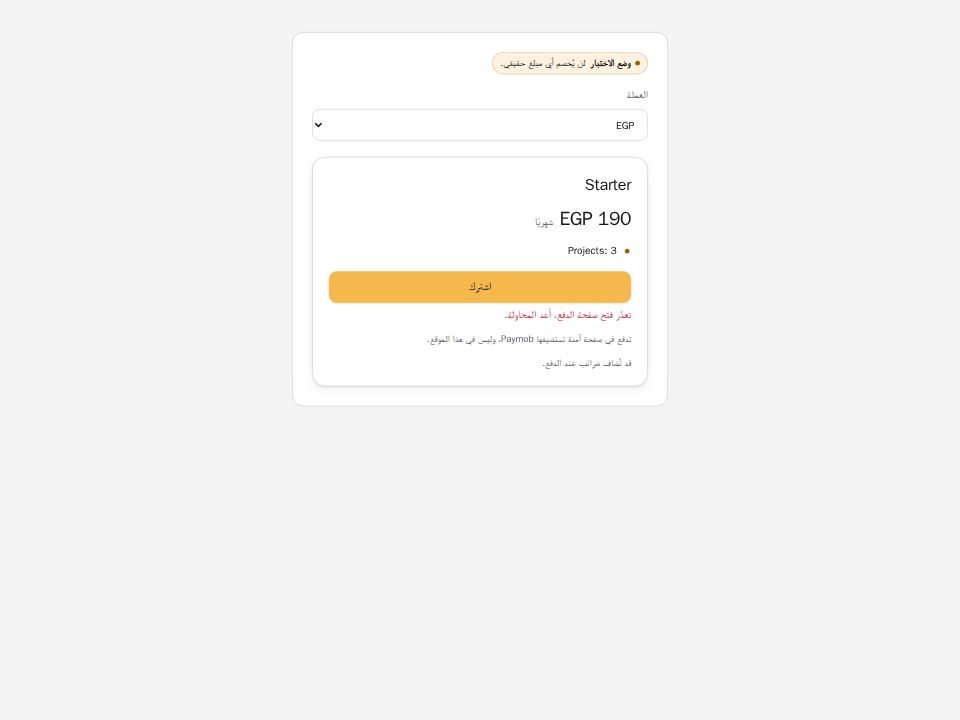 وضع الاختبار لن يُخصم أي مبلغ حقيقي.
العملة
EGP
Starter
EGP 190 شهريًا
Projects: 3
اشترك
تعذّر فتح صفحة الدفع. أعد المحاولة.
تدفع في صفحة آمنة تستضيفها Paymob، وليس في هذا الموقع.
قد تُضاف ضرائب عند الدفع.